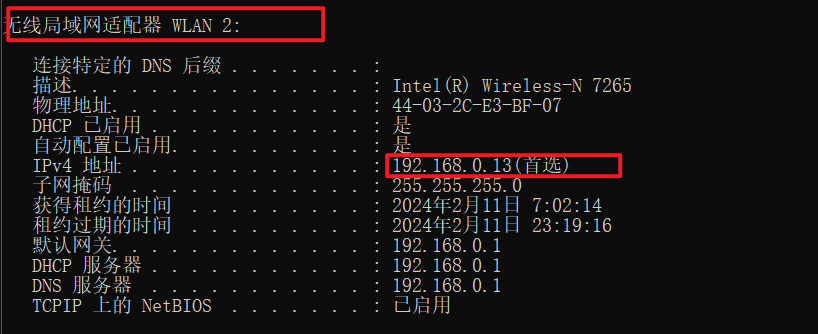 无线局域网适配器 WLAN 2:
连接特定的 DNS 后缀 . . . . . . . :
描述. . . . . . . . . . . . . . . : Intel(R) Wireless-N 7265
物理地址. . . . . . . . . . . . . : 44-03-2C-E3-BF-07
DHCP 已启用 . . . . . . . . . . . : 是
自动配置已启用. . . . . . . . . . : 是
IPv4 地址 . . . . . . . . . . . . : 192.168.0.13(首选)
子网掩码 . . . . . . . . . . . . : 255.255.255.0
获得租约的时间 . . . . . . . . . : 2024年2月11日 7:02:14
租约过期的时间 . . . . . . . . . : 2024年2月11日 23:19:16
默认网关. . . . . . . . . . . . . : 192.168.0.1
DHCP 服务器 . . . . . . . . . . . : 192.168.0.1
DNS 服务器 . . . . . . . . . . . : 192.168.0.1
TCPIP 上的 NetBIOS . . . . . . . : 已启用